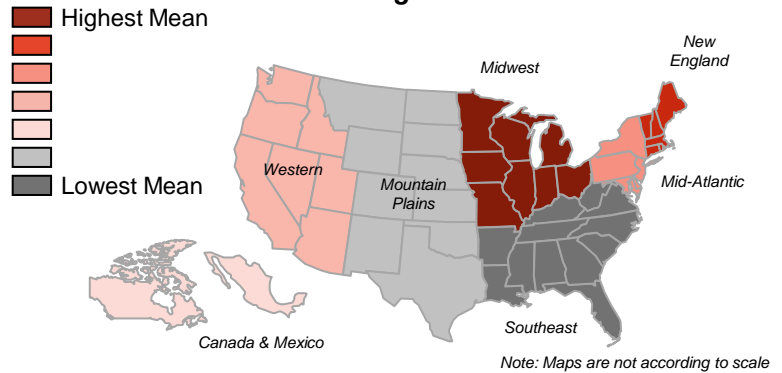 Highest Mean
Lowest Mean
New
England
Midwest
Western
Mountain
Plains
Mid-Atlantic
Southeast
Canada & Mexico
Note: Maps are not according to scale